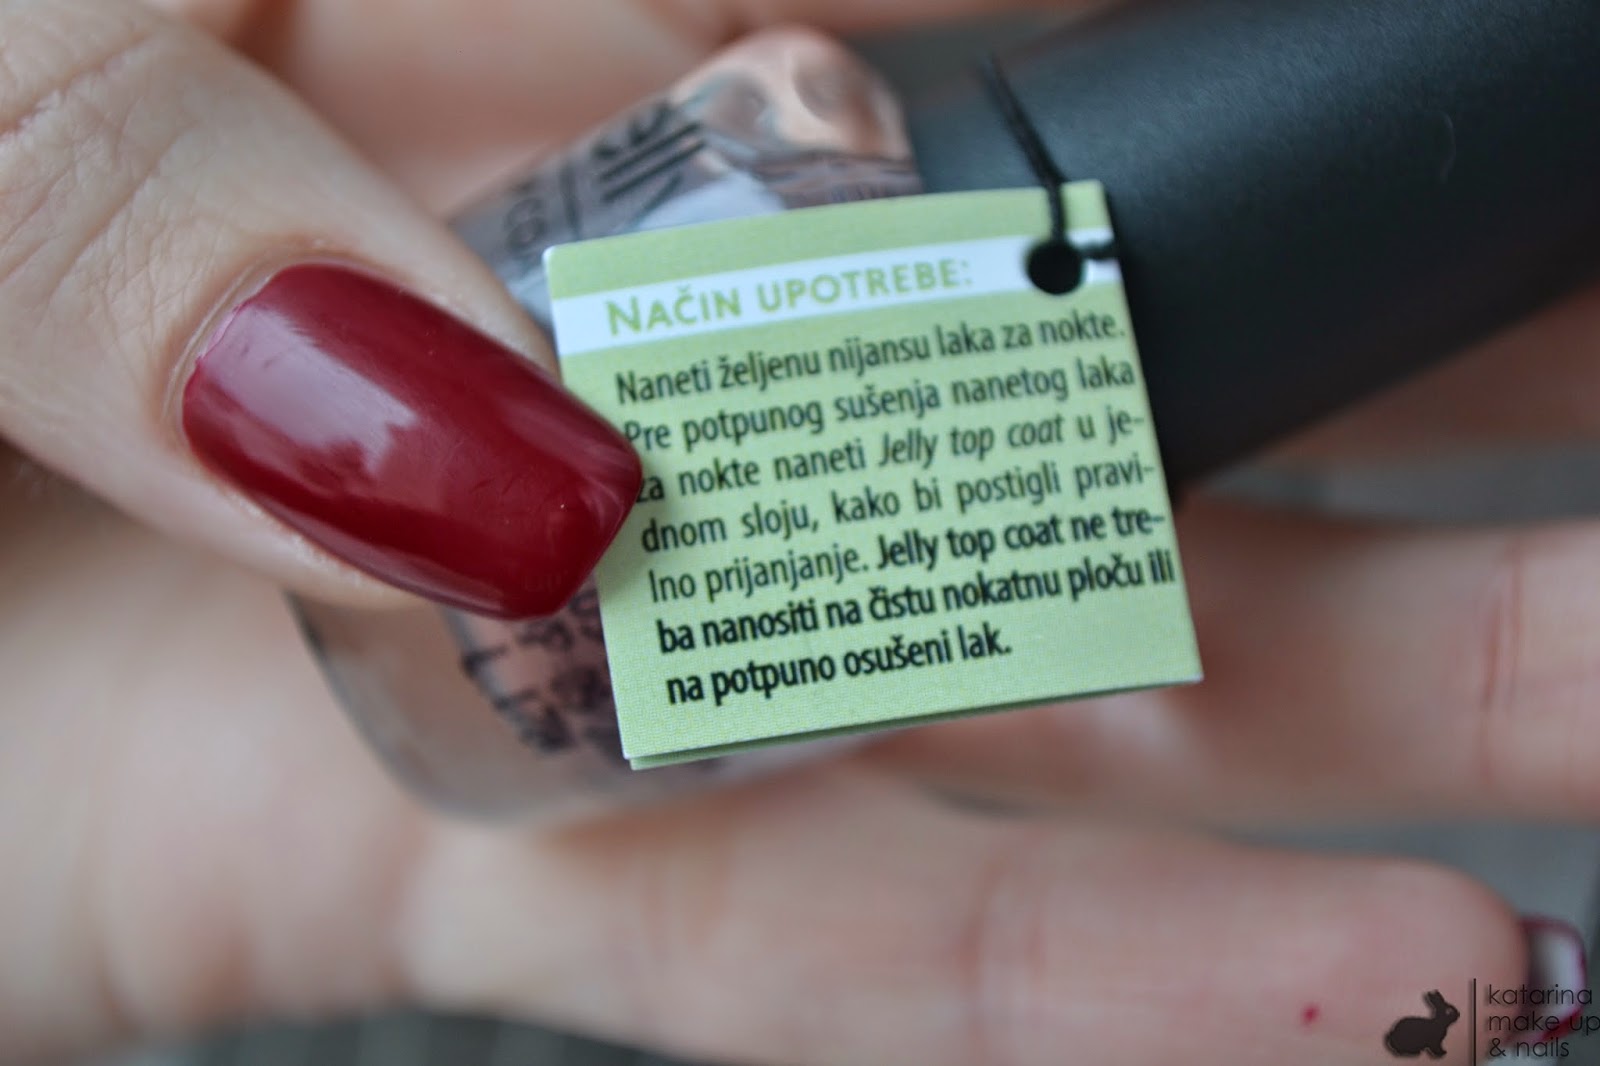 NAČIN UPOTREBE:
Naneti željenu nijansu laka za nokte.
Pre potpunog sušenja nanetog laka
za nokte naneti Jelly top coat u je-
dnom sloju, kako bi postigli pravi-
lno prijanjanje. Jelly top coat ne tre-
ba nanositi na čistu nokatnu ploču ili
na potpuno osušeni lak.
katarina
make up
& nails